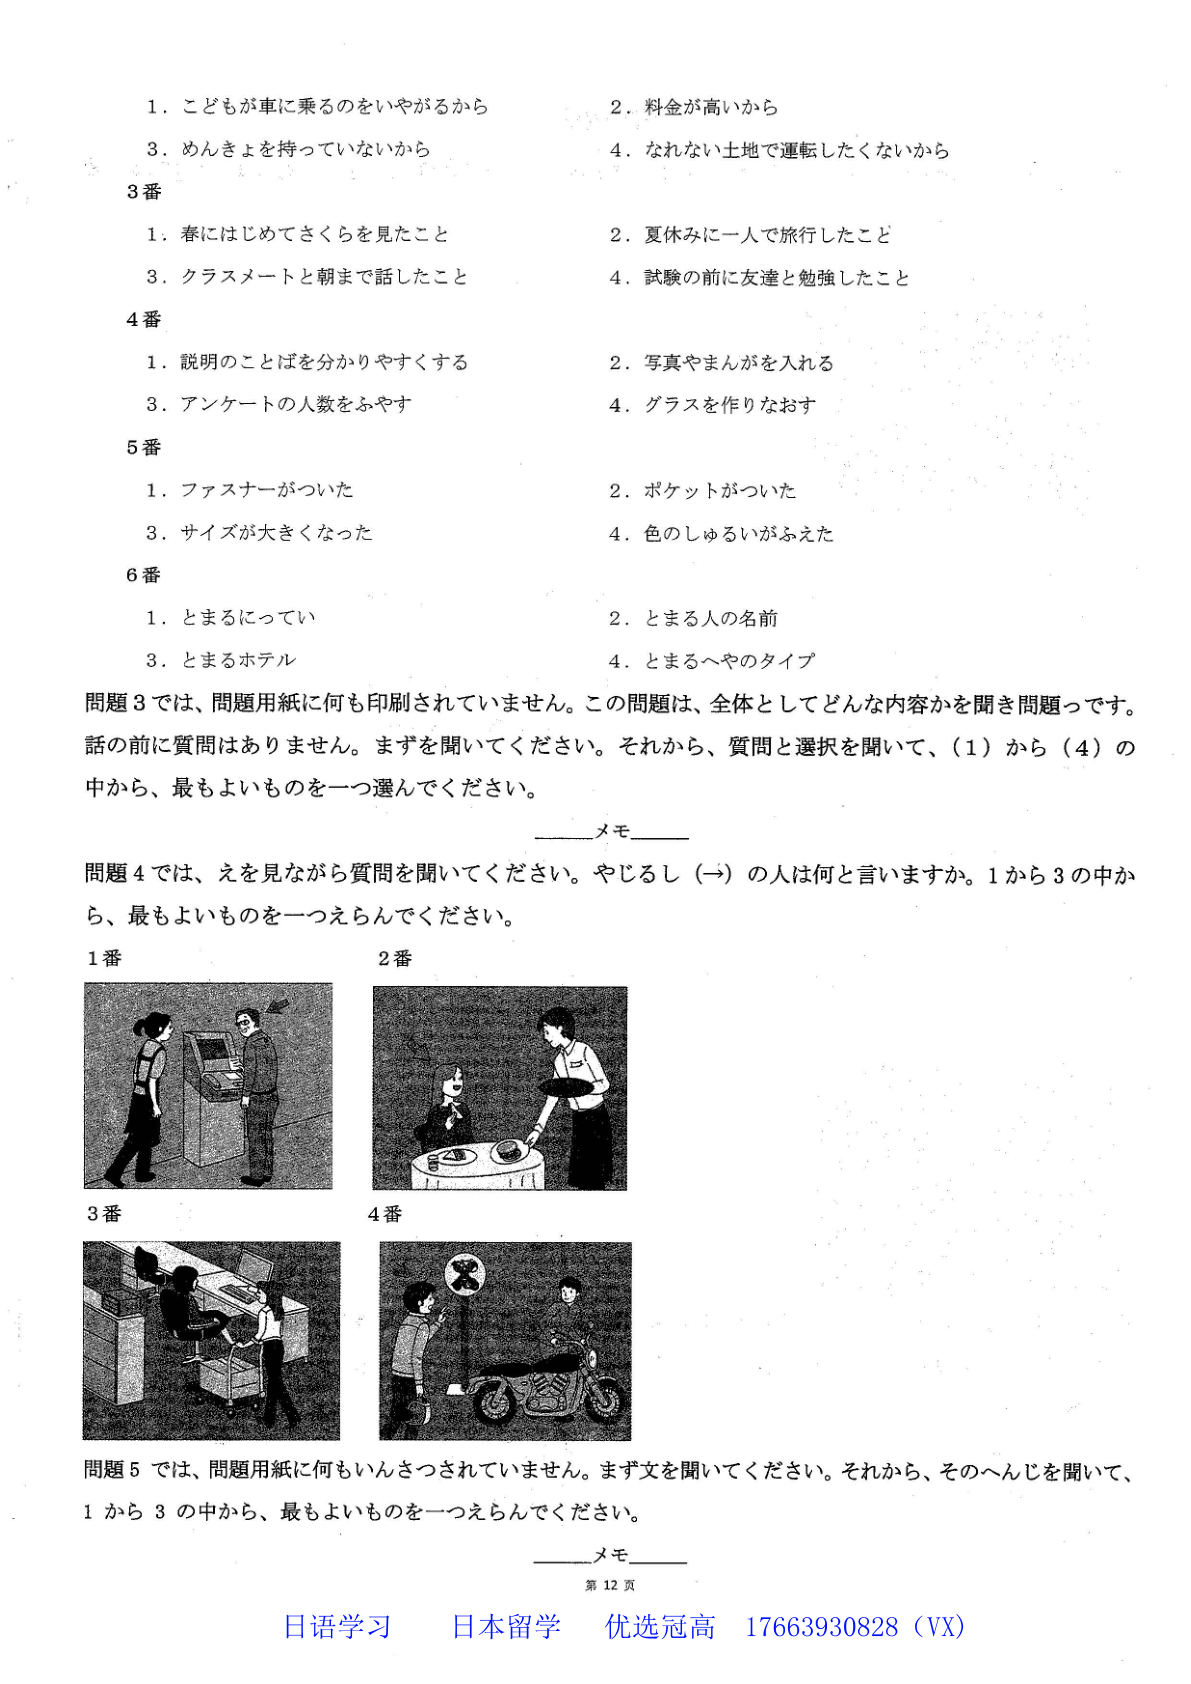 1．こどもが車に乗るのをいやがるから　2．料金が高いから
3．めんきょを持っていないから　4．なれない土地で運転したくないから
3番
1．春にはじめてさくらを見たこと　2．夏休みに一人で旅行したこと
3．クラスメートと朝まで話したこと　4．試験の前に友達と勉強したこと
4番
1．説明のことばを分かりやすくする　2．写真やまんがを入れる
3．アンケートの人数をふやす　4．グラスを作りなおす
5番
1．ファスナーがついた　2．ポケットがついた
3．サイズが大きくなった　4．色のしゅるいがふえた
6番
1．とまるにってい　2．とまる人の名前
3．とまるホテル　4．とまるへやのタイプ
問題3では、問題用紙に何も印刷されていません。この問題は、全体としてどんな内容かを聞き問題っです。
話の前に質問はありません。まずを聞いてください。それから、質問と選択を聞いて、（1）から（4）の
中から、最もよいものを一つ選んでください。
______メモ______
問題4では、えを見ながら質問を聞いてください。やじるし（→）の人は何と言いますか。1から3の中か
ら、最もよいものを一つえらんでください。
1番　2番
3番　4番
問題5 では、問題用紙に何もいんさつされていません。まず文を聞いてください。それから、そのへんじを聞いて、
1 から 3 の中から、最もよいものを一つえらんでください。
______メモ______
第 12 页
日语学习　日本留学　优选冠高　17663930828（VX）